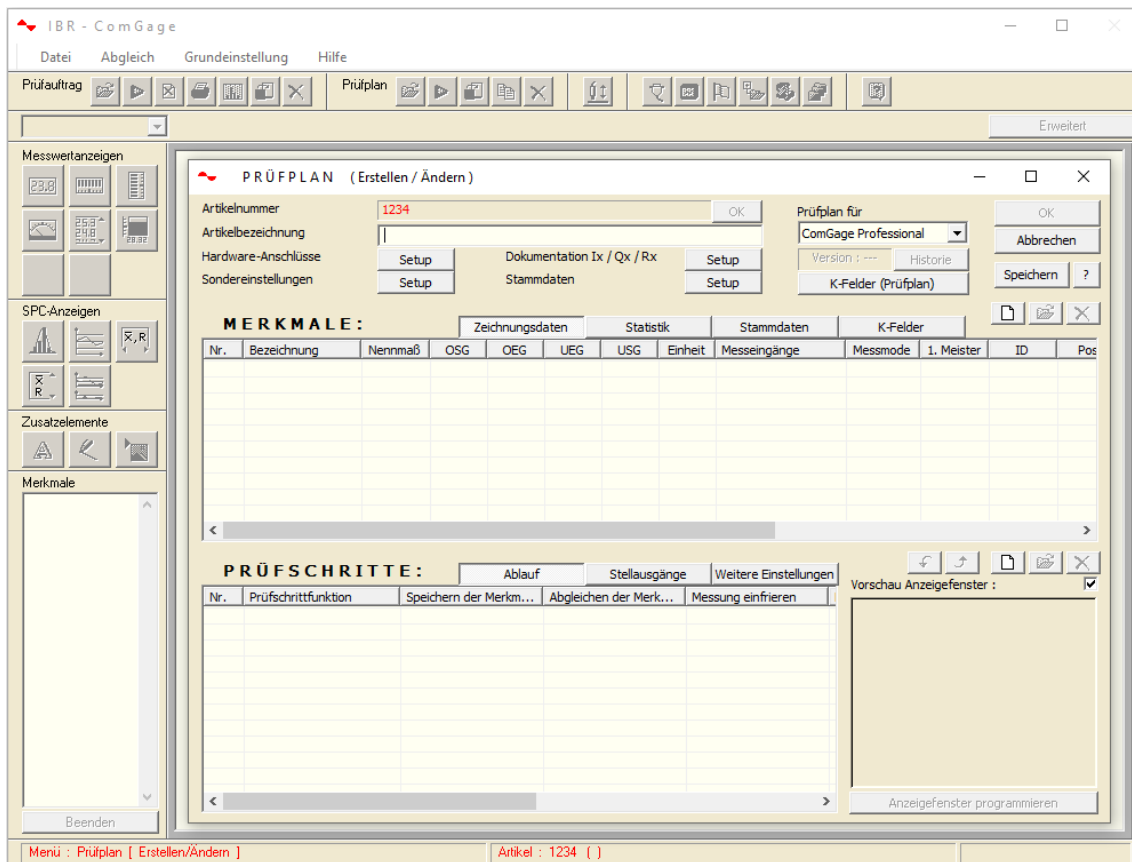 IBR - ComGage
Datei Abgleich Grundeinstellung Hilfe
Prüfauftrag Prüfplan
Erweitert
Messwertanzeigen
SPC-Anzeigen
Zusatzelemente
Merkmale
Beenden
PRÜFPLAN ( Erstellen / Ändern )
Artikelnummer 1234 OK
Artikelbezeichnung
Hardware-Anschlüsse Setup Dokumentation Ix / Qx / Rx Setup
Sondereinstellungen Setup Stammdaten Setup
Prüfplan für
ComGage Professional
Version : --- Historie
K-Felder (Prüfplan)
OK
Abbrechen
Speichern ?
MERKMALE: Zeichnungsdaten Statistik Stammdaten K-Felder
Nr. Bezeichnung Nennmaß OSG OEG UEG USG Einheit Messeingänge Messmode 1. Meister ID Pos
PRÜFSCHRITTE: Ablauf Stellausgänge Weitere Einstellungen
Nr. Prüfschrittfunktion Speichern der Merkm... Abgleichen der Merk... Messung einfrieren
Vorschau Anzeigefenster :
Anzeigefenster programmieren
Menü : Prüfplan [ Erstellen/Ändern ] Artikel : 1234 ( )